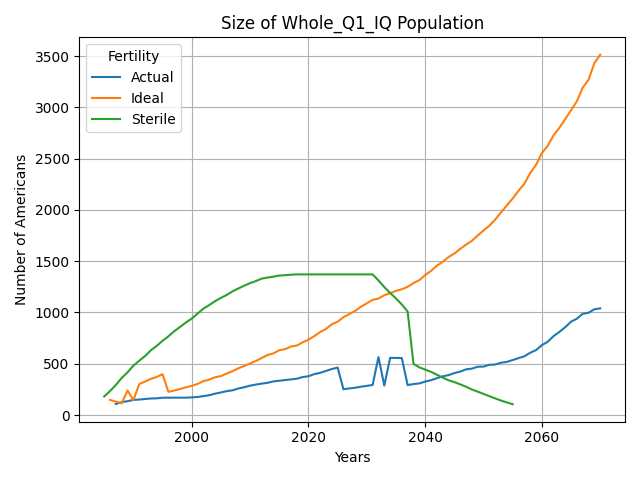 Size of Whole_Q1_IQ Population
Fertility
Actual
Ideal
Sterile
Number of Americans
3500
3000
2500
2000
1500
1000
500
0
2000
2020
2040
2060
Years